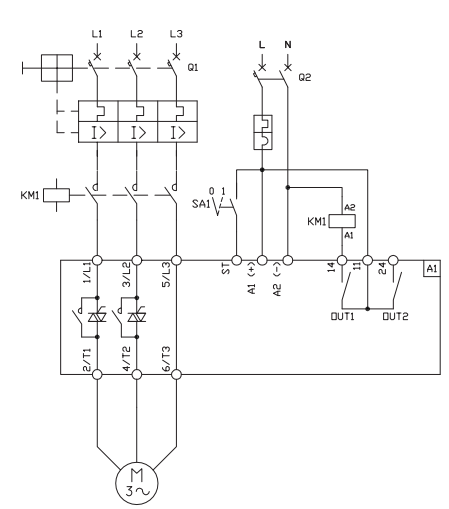 L1 L2 L3
L N
Q1
Q2
I> I> I>
0 1
SA1
KM1
A2
KM1
A1
1/L1 3/L2 5/L3 ST A1 (+) A2 (-) 14 11 24 A1
OUT1 OUT2
2/T1 4/T2 6/T3
M
3~